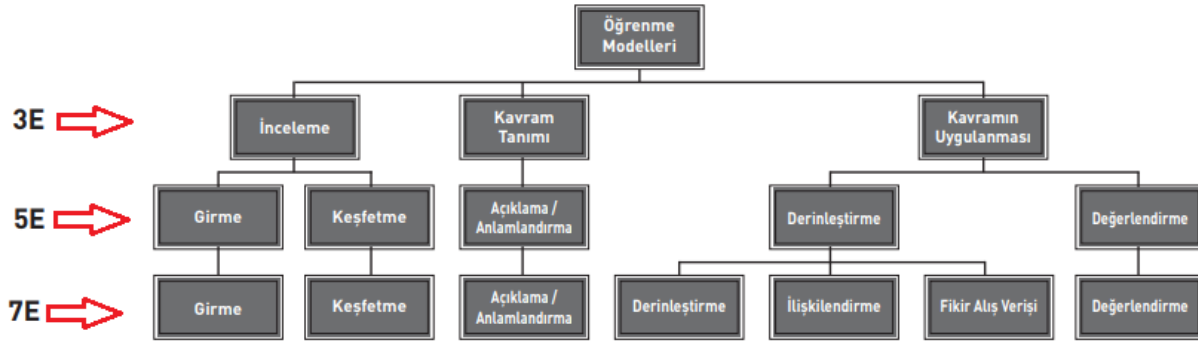 Öğrenme
Modelleri
3E
İnceleme
Kavram
Tanımı
Kavramın
Uygulanması
5E
Girme
Keşfetme
Açıklama /
Anlamlandırma
Derinleştirme
Değerlendirme
7E
Girme
Keşfetme
Açıklama /
Anlamlandırma
Derinleştirme
İlişkilendirme
Fikir Alış Verişi
Değerlendirme